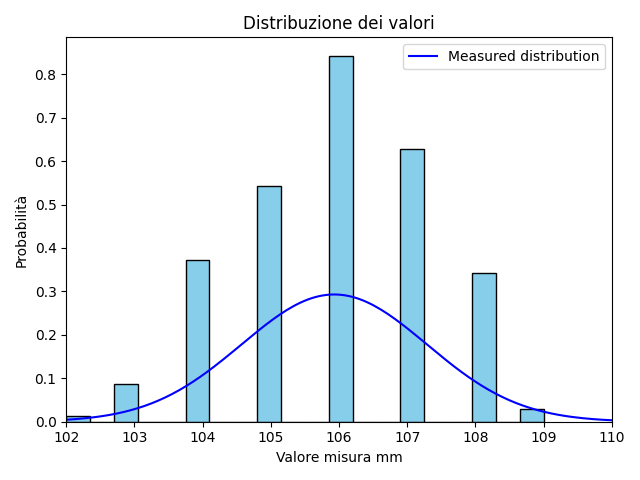 Distribuzione dei valori
Measured distribution
0.8
0.7
0.6
0.5
0.4
0.3
0.2
0.1
0.0
Probabilità
102 103 104 105 106 107 108 109 110
Valore misura mm